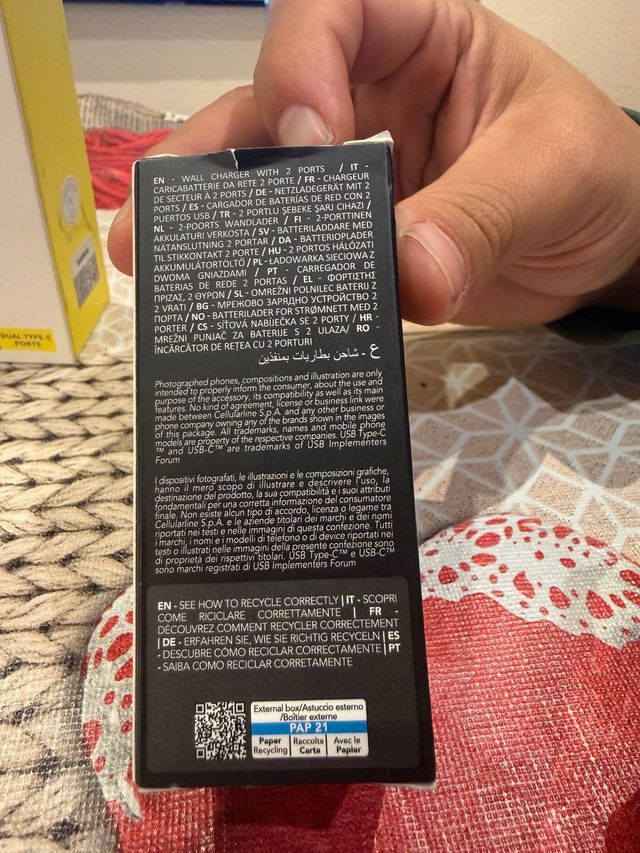 EN - WALL CHARGER WITH 2 PORTS / IT -
CARICABATTERIE DA RETE 2 PORTE / FR - CHARGEUR
DE SECTEUR À 2 PORTS / DE - NETZLADEGERÄT MIT 2
PORTS / ES - CARGADOR DE BATERÍAS DE RED CON 2
PUERTOS USB / TR - 2 PORTLU ŞEBEKE ŞARJ CIHAZI /
NL - 2-POORTS WANDLADER / FI - 2-PORTTINEN
AKKULATURI VERKOSTA / SV - BATTERILADDARE MED
NÄTANSLUTNING 2 PORTAR / DA - BATTERIOPLADER
TIL STIKKONTAKT 2 PORTE / HU - 2 PORTOS HÁLÓZATI
AKKUMULÁTORTÖLTŐ / PL - ŁADOWARKA SIECIOWA Z
DWOMA GNIAZDAMI / PT - CARREGADOR DE
BATERIAS DE REDE 2 PORTAS / EL - ΦΟΡΤΙΣΤΗΣ
ΠΡΙΖΑΣ, 2 ΘΥΡΩΝ / SL - OMREŽNI POLNILEC BATERIJ Z
2 VRATI / BG - МРЕЖОВО ЗАРЯДНО УСТРОЙСТВО 2
ПОРТА / NO - BATTERILADER FOR STRØMNETT MED 2
PORTER / CS - SÍŤOVÁ NABÍJEČKA SE 2 PORTY / HR -
MREŽNI PUNJAČ ZA BATERIJE S 2 ULAZA/ RO -
ÎNCĂRCĂTOR DE REȚEA CU 2 PORTURI
ع - شاحن بطاريات بمنفذين
Photographed phones, compositions and illustration are only
intended to properly inform the consumer, about the use and
purpose of the accessory, its compatibility as well as its main
features. No kind of agreement, license or business link were
made between Cellularline S.p.A. and any other business or
phone company owning any of the brands shown in the images
of this package. All trademarks, names and mobile phone
models are property of the respective companies. USB Type-C
™ and USB-C™ are trademarks of USB Implementers
Forum
I dispositivi fotografati, le illustrazioni e le composizioni grafiche,
hanno il mero scopo di illustrare e descrivere l'uso, la
destinazione del prodotto, la sua compatibilità e i suoi attributi
fondamentali per una corretta informazione del consumatore
finale. Non esiste alcun tipo di accordo, licenza o legame tra
Cellularline S.p.A. e le aziende titolari dei marchi e dei nomi
riportati nei testi e nelle immagini di questa confezione. Tutti
i marchi, i nomi e i modelli di telefono o di device riportati nei
testi o illustrati nelle immagini della presente confezione sono
di proprietà dei rispettivi titolari. USB Type-C™ e USB-C™
sono marchi registrati di USB Implementers Forum
EN - SEE HOW TO RECYCLE CORRECTLY | IT - SCOPRI
COME RICICLARE CORRETTAMENTE | FR -
DÉCOUVREZ COMMENT RECYCLER CORRECTEMENT
| DE - ERFAHREN SIE, WIE SIE RICHTIG RECYCELN | ES
- DESCUBRE CÓMO RECICLAR CORRECTAMENTE | PT
- SAIBA COMO RECICLAR CORRETAMENTE
External box/Astuccio esterno
/Boîtier externe
PAP 21
Paper Recycling
Raccolta Carta
Avec le Papier
DUAL TYPE-C
PORTS